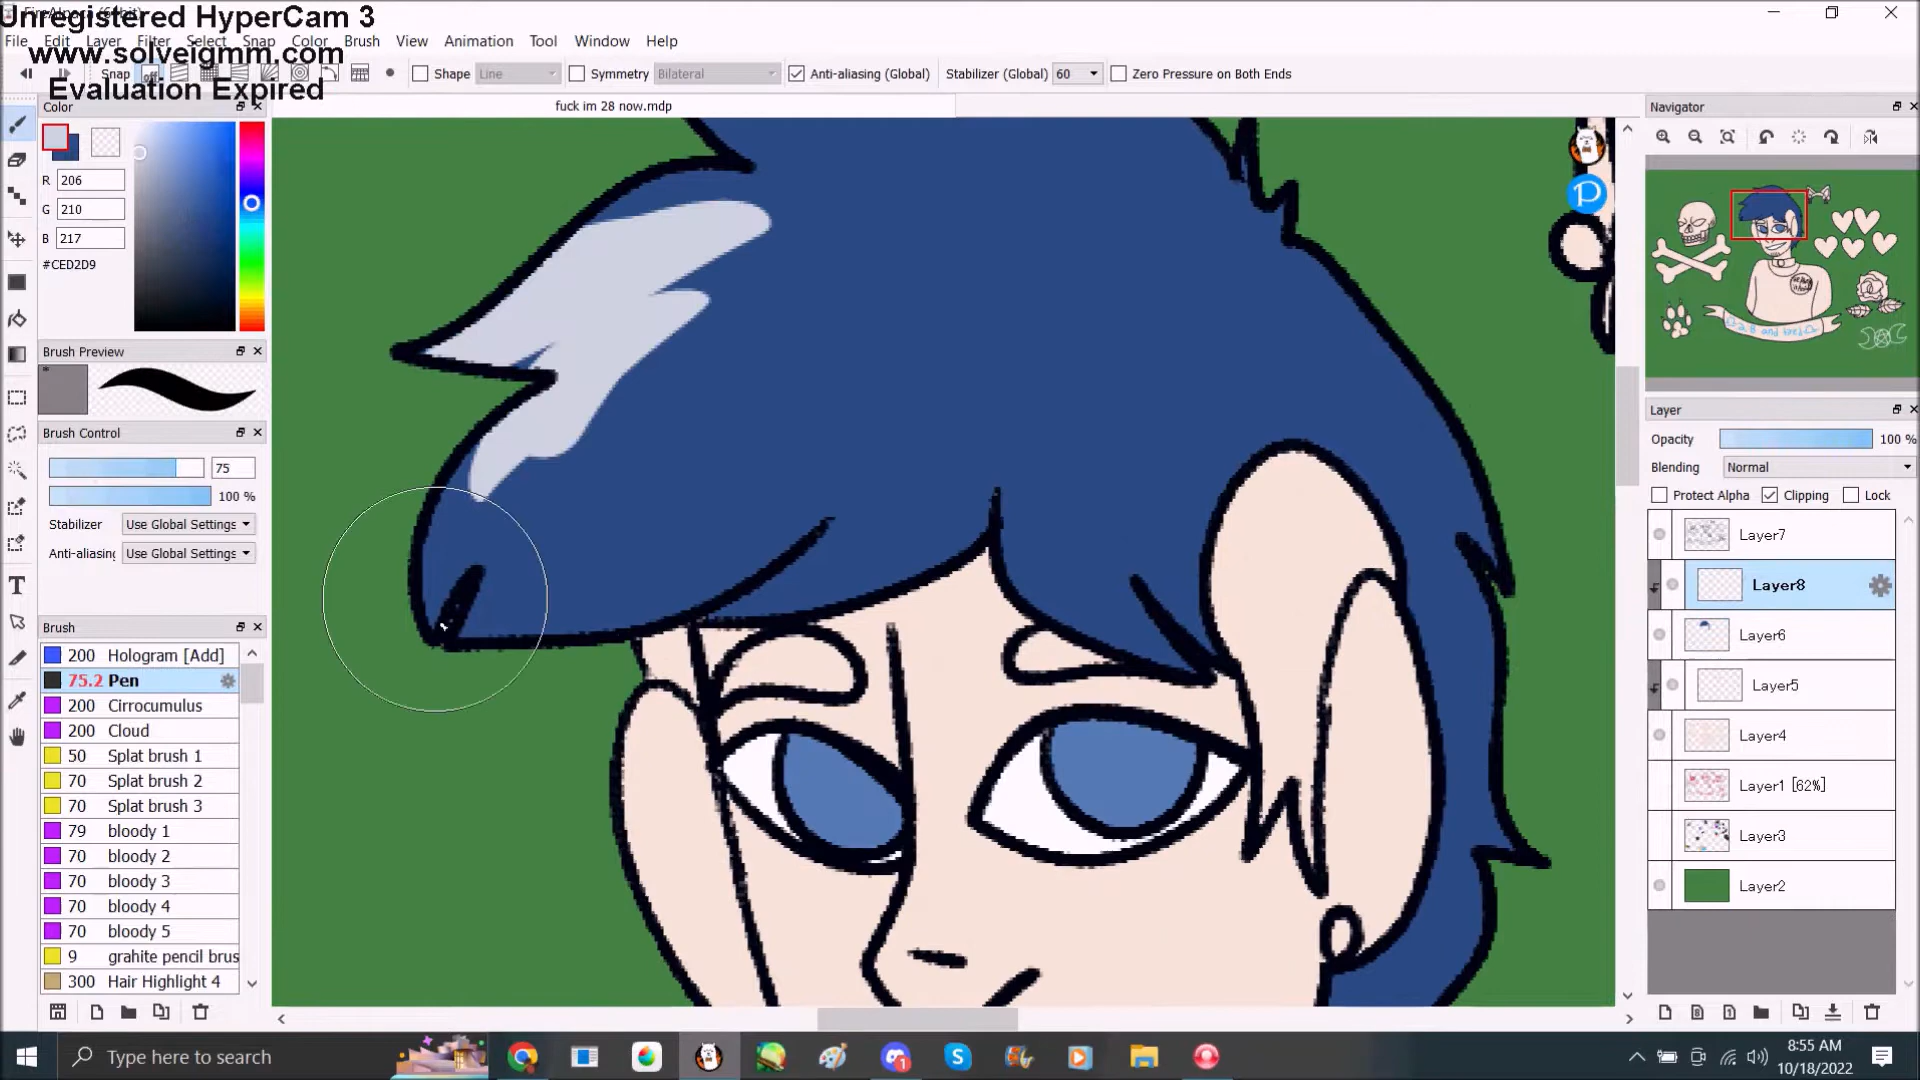 FireAlpaca (64bit)
Unregistered HyperCam 3
www.solveigmm.com
Evaluation Expired
File Edit Layer Filter Select Snap Color Brush View Animation Tool Window Help
Snap off Shape Line Symmetry Bilateral Anti-aliasing (Global) Stabilizer (Global) 60 Zero Pressure on Both Ends
Color
fuck im 28 now.mdp
Navigator
R 206
G 210
B 217
#CED2D9
Brush Preview
Brush Control
75
100 %
Stabilizer Use Global Settings
Anti-aliasing Use Global Settings
Brush
200 Hologram [Add]
75.2 Pen
200 Cirrocumulus
200 Cloud
50 Splat brush 1
70 Splat brush 2
70 Splat brush 3
79 bloody 1
70 bloody 2
70 bloody 3
70 bloody 4
70 bloody 5
9 grahite pencil brus
300 Hair Highlight 4
Layer
Opacity 100 %
Blending Normal
Protect Alpha Clipping Lock
Layer7
Layer8
Layer6
Layer5
Layer4
Layer1 [62%]
Layer3
Layer2
Type here to search
1
8:55 AM
10/18/2022